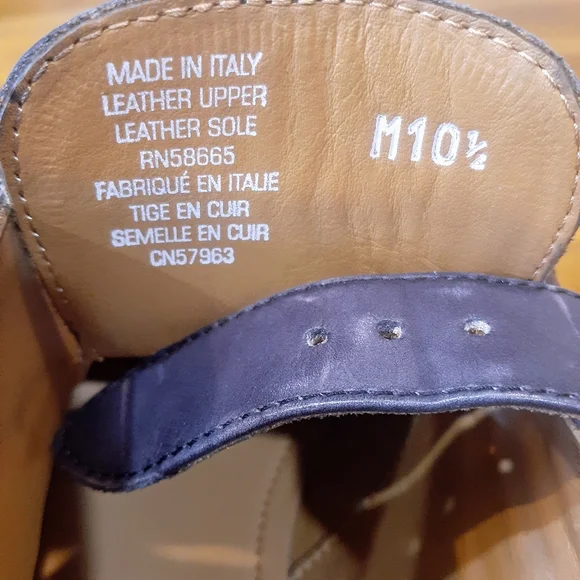 MADE IN ITALY
LEATHER UPPER
LEATHER SOLE
RN58665
FABRIQUÉ EN ITALIE
TIGE EN CUIR
SEMELLE EN CUIR
CN57963
M10½